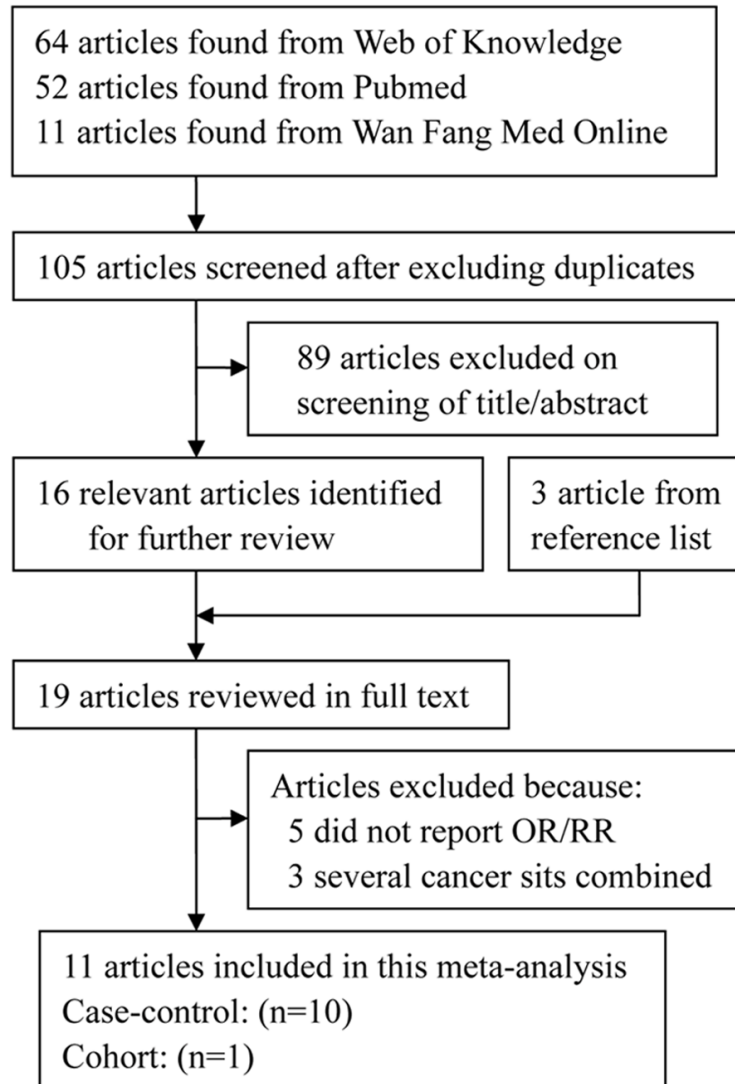 64 articles found from Web of Knowledge
52 articles found from Pubmed
11 articles found from Wan Fang Med Online
105 articles screened after excluding duplicates
89 articles excluded on
screening of title/abstract
16 relevant articles identified
for further review
3 article from
reference list
19 articles reviewed in full text
Articles excluded because:
5 did not report OR/RR
3 several cancer sits combined
11 articles included in this meta-analysis
Case-control: (n=10)
Cohort: (n=1)